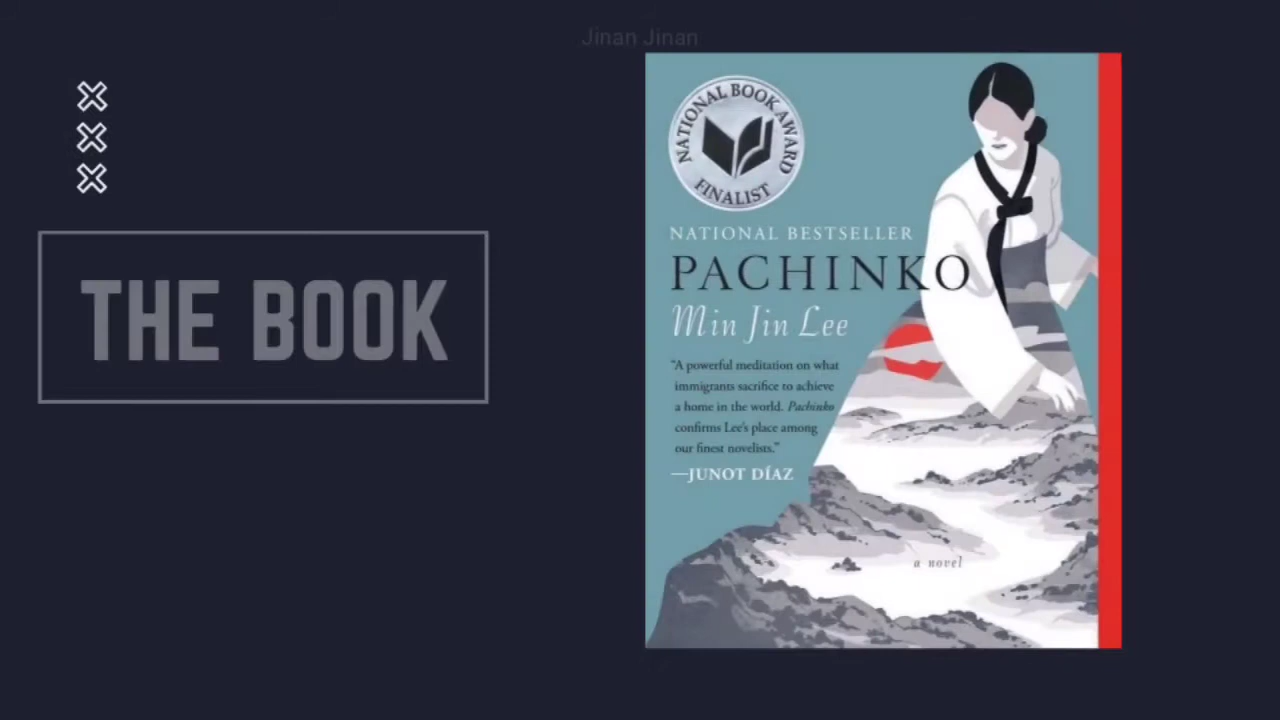 Jinan Jinan
THE BOOK
NATIONAL BOOK AWARD
FINALIST
NATIONAL BESTSELLER
PACHINKO
Min Jin Lee
“A powerful meditation on what
immigrants sacrifice to achieve
a home in the world. Pachinko
confirms Lee's place among
our finest novelists.”
—JUNOT DÍAZ
a novel